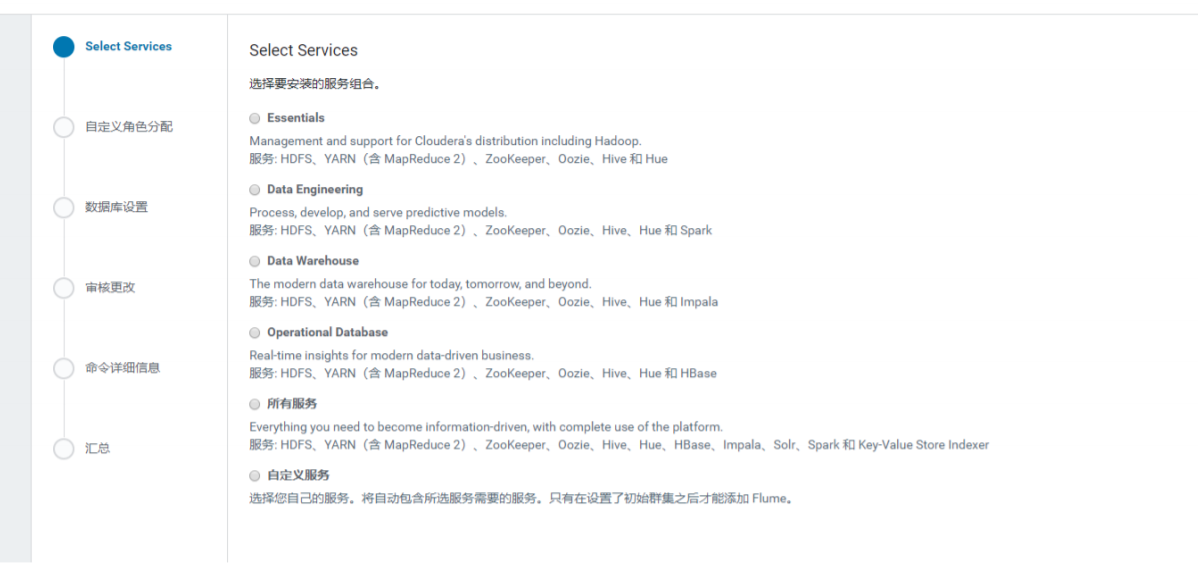 Select Services
自定义角色分配
数据库设置
审核更改
命令详细信息
汇总
Select Services
选择要安装的服务组合。
Essentials
Management and support for Cloudera's distribution including Hadoop.
服务: HDFS、YARN（含 MapReduce 2）、ZooKeeper、Oozie、Hive 和 Hue
Data Engineering
Process, develop, and serve predictive models.
服务: HDFS、YARN（含 MapReduce 2）、ZooKeeper、Oozie、Hive、Hue 和 Spark
Data Warehouse
The modern data warehouse for today, tomorrow, and beyond.
服务: HDFS、YARN（含 MapReduce 2）、ZooKeeper、Oozie、Hive、Hue 和 Impala
Operational Database
Real-time insights for modern data-driven business.
服务: HDFS、YARN（含 MapReduce 2）、ZooKeeper、Oozie、Hive、Hue 和 HBase
所有服务
Everything you need to become information-driven, with complete use of the platform.
服务: HDFS、YARN（含 MapReduce 2）、ZooKeeper、Oozie、Hive、Hue、HBase、Impala、Solr、Spark 和 Key-Value Store Indexer
自定义服务
选择您自己的服务。将自动包含所选服务需要的服务。只有在设置了初始群集之后才能添加 Flume。